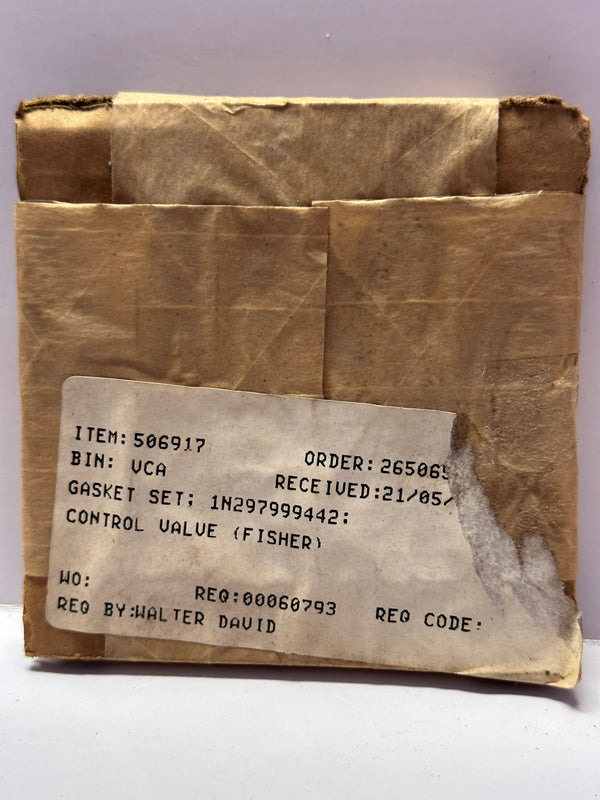 ITEM: 506917
ORDER: 265065
BIN: VCA
RECEIVED:21/05/
GASKET SET; 1N297999442:
CONTROL VALVE (FISHER)
WO:
REQ:00060793
REQ CODE:
REQ BY:WALTER DAVID